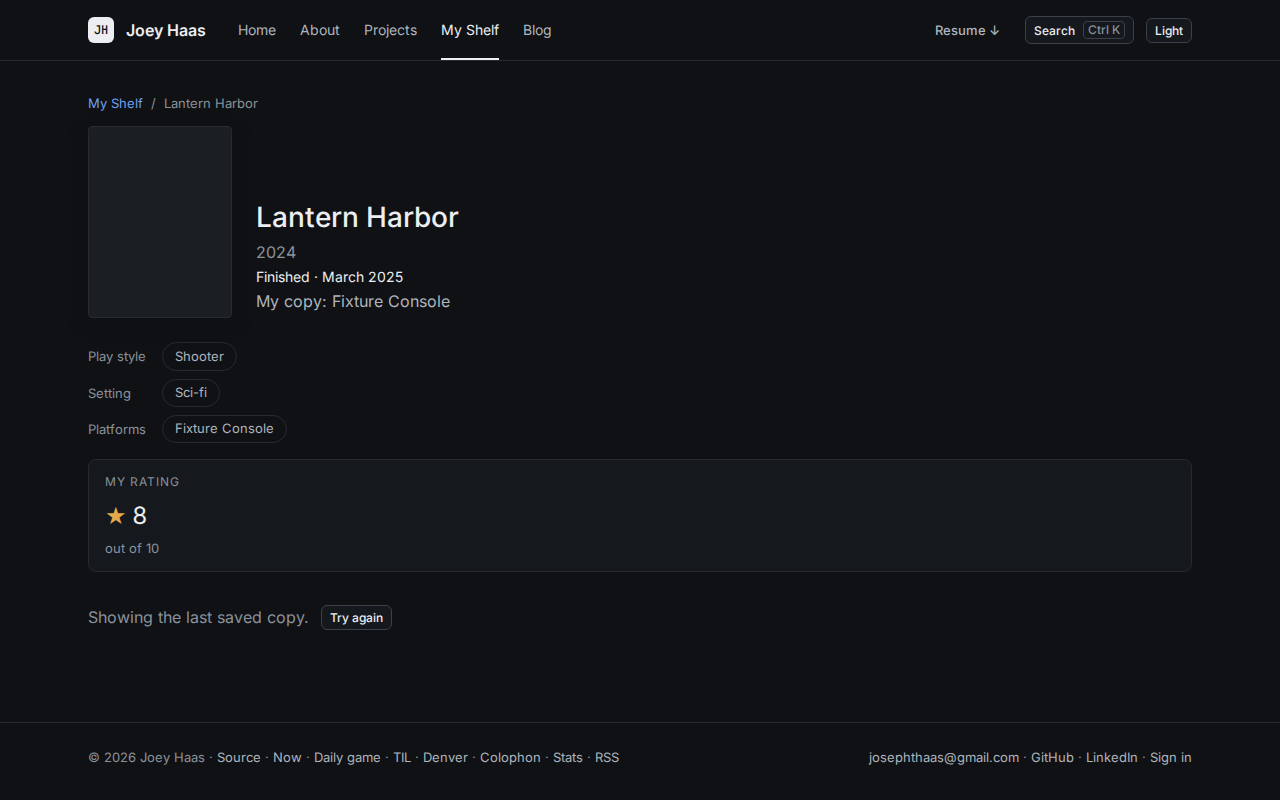 JH Joey Haas Home About Projects My Shelf Blog Resume ↓ Search Ctrl K Light
My Shelf / Lantern Harbor
Lantern Harbor
2024
Finished · March 2025
My copy: Fixture Console
Play style Shooter
Setting Sci-fi
Platforms Fixture Console
MY RATING
★ 8
out of 10
Showing the last saved copy. Try again
© 2026 Joey Haas · Source · Now · Daily game · TIL · Denver · Colophon · Stats · RSS josephthaas@gmail.com · GitHub · LinkedIn · Sign in